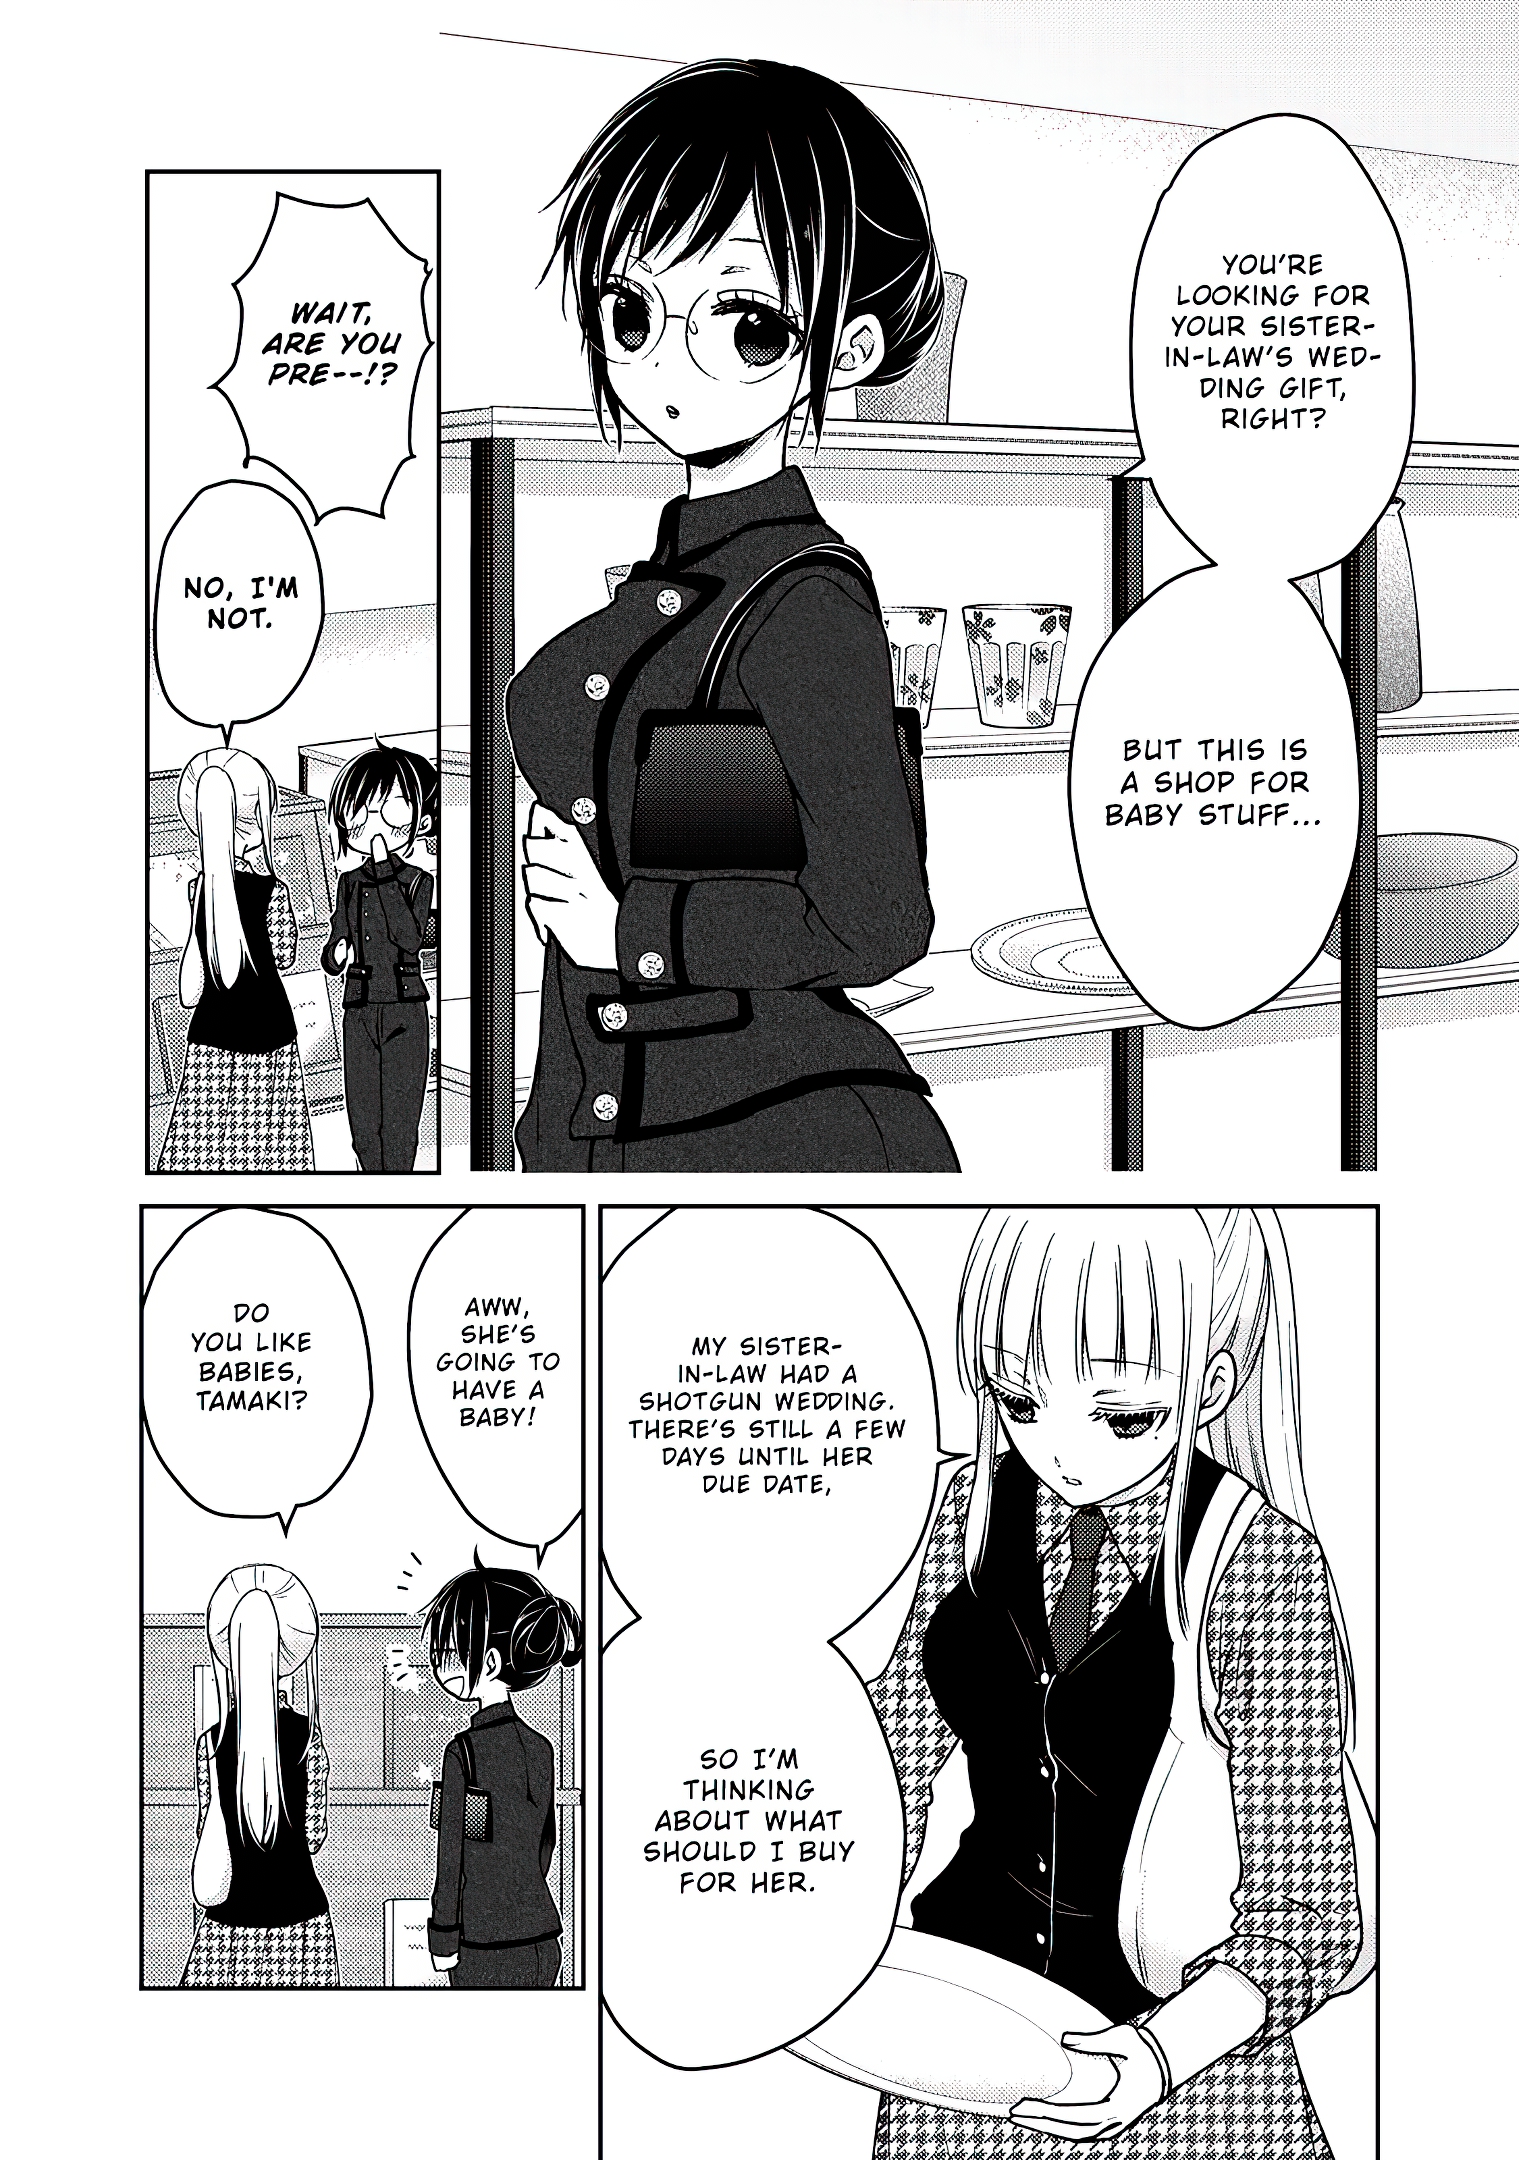 YOU'RE
LOOKING FOR
YOUR SISTER-
IN-LAW'S WED-
DING GIFT,
RIGHT?
BUT THIS IS
A SHOP FOR
BABY STUFF...
WAIT,
ARE YOU
PRE--!?
NO, I'M
NOT.
MY SISTER-
IN-LAW HAD A
SHOTGUN WEDDING.
THERE'S STILL A FEW
DAYS UNTIL HER
DUE DATE,
SO I'M
THINKING
ABOUT WHAT
SHOULD I BUY
FOR HER.
AWW,
SHE'S
GOING TO
HAVE A
BABY!
DO
YOU LIKE
BABIES,
TAMAKI?